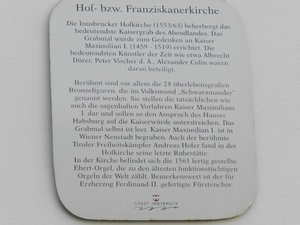 Hof- bzw. Franziskanerkirche
Die Innsbrucker Hofkirche (1553/63) beherbergt das
bedeutendste Kaisergrab des Abendlandes. Das
Grabmal wurde zum Gedenken an Kaiser
Maximilian I. (1459 - 1519) errichtet. Die
bedeutendsten Künstler der Zeit wie etwa Albrecht
Dürer, Peter Vischer d. Ä., Alexander Colin waren
daran beteiligt.
Berühmt sind vor allem die 28 überlebensgroßen
Bronzefiguren, die im Volksmund „Schwarzmander"
genannt werden. Sie stellen die tatsächlichen wie
auch die sagenhaften Vorfahren Kaiser Maximilians
I. dar und sollen so den Anspruch des Hauses
Habsburg auf die Kaiserwürde unterstreichen. Das
Grabmal selbst ist leer. Kaiser Maximilian I. ist in
Wiener Neustadt begraben. Auch der berühmte
Tiroler Freiheitskämpfer Andreas Hofer fand in der
Hofkirche seine letzte Ruhestätte.
In der Kirche befindet sich die 1561 fertig gestellte
Ebert-Orgel, die zu den ältesten funktionstüchtigen
Orgeln der Welt zählt. Bemerkenswert ist der für
Erzherzog Ferdinand II. gefertigte Fürstenchor.
STADT INNSBRUCK